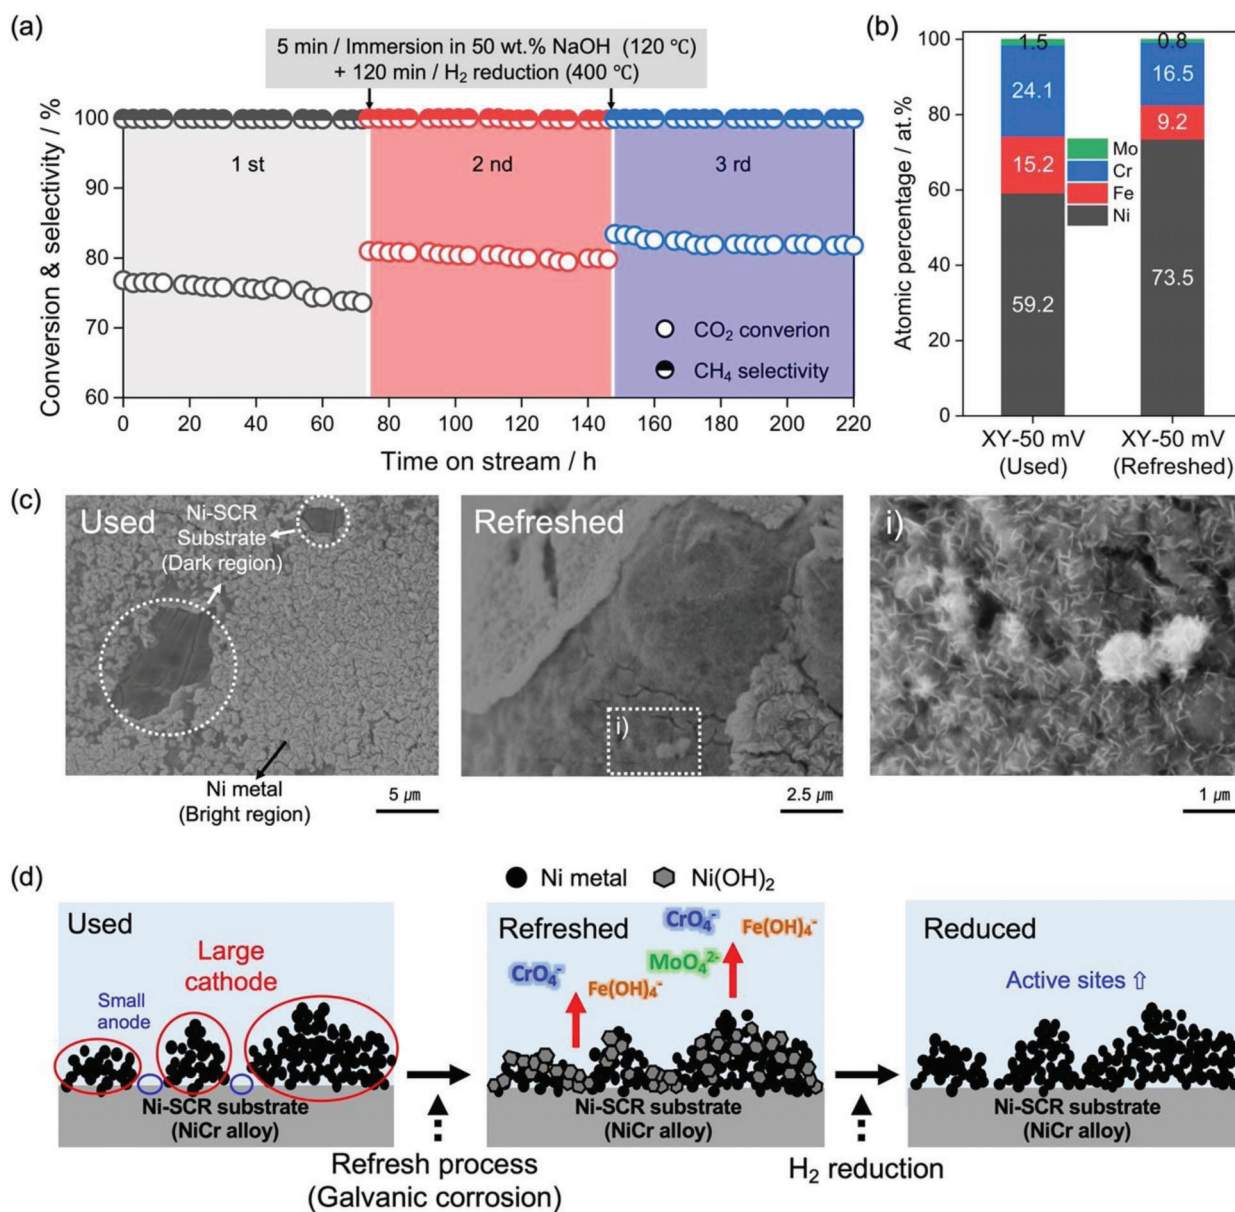 (a)
5 min / Immersion in 50 wt.% NaOH (120 ℃)
+ 120 min / H₂ reduction (400 ℃)
Conversion & selectivity / %
100
90
80
70
60
1 st
2 nd
3 rd
CO₂ converion
CH₄ selectivity
0 20 40 60 80 100 120 140 160 180 200 220
Time on stream / h
(b)
Atomic percentage / at.%
100
80
60
40
20
0
1.5
24.1
15.2
59.2
0.8
16.5
9.2
73.5
Mo
Cr
Fe
Ni
XY-50 mV
(Used)
XY-50 mV
(Refreshed)
(c)
Used
Ni-SCR
Substrate
(Dark region)
Ni metal
(Bright region)
5 ㎛
Refreshed
i)
2.5 ㎛
i)
1 ㎛
(d)
Ni metal
Ni(OH)₂
Used
Large
cathode
Small
anode
Ni-SCR substrate
(NiCr alloy)
Refresh process
(Galvanic corrosion)
Refreshed
CrO₄⁻
Fe(OH)₄⁻
CrO₄⁻
MoO₄²⁻
Fe(OH)₄⁻
Ni-SCR substrate
(NiCr alloy)
H₂ reduction
Reduced
Active sites ⇧
Ni-SCR substrate
(NiCr alloy)